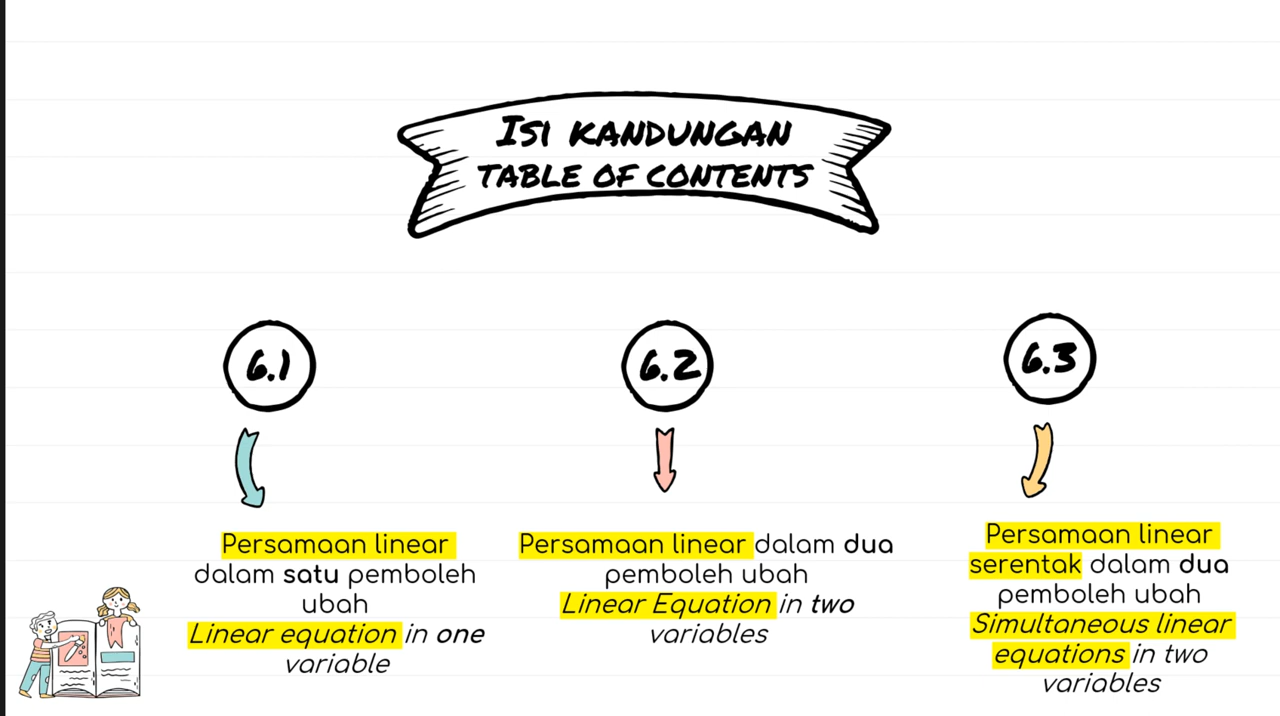 Isi kandungan
table of contents
6.1
Persamaan linear
dalam satu pemboleh
ubah
Linear equation in one
variable
6.2
Persamaan linear dalam dua
pemboleh ubah
Linear Equation in two
variables
6.3
Persamaan linear
serentak dalam dua
pemboleh ubah
Simultaneous linear
equations in two
variables